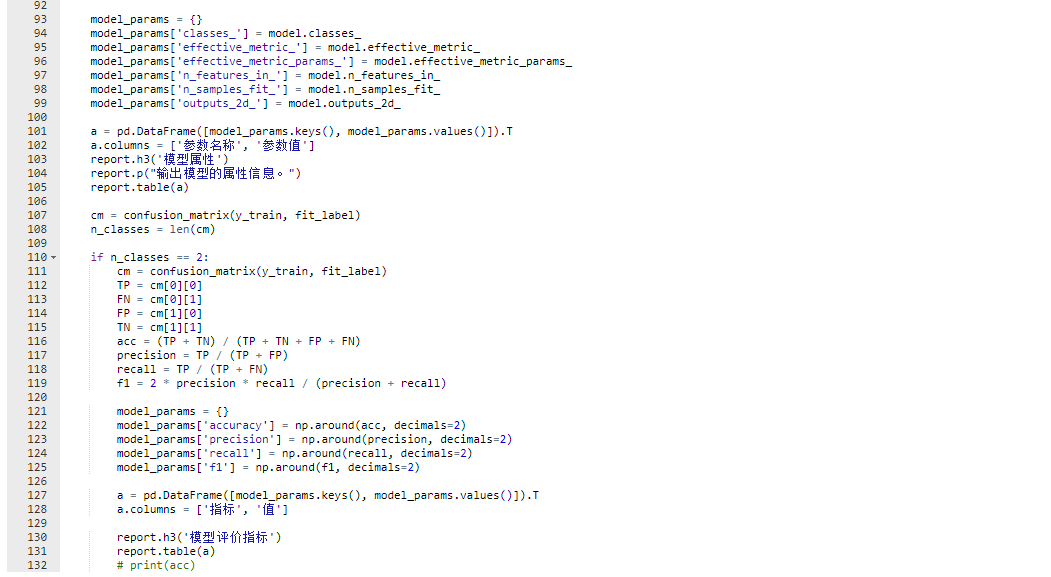 92
93 model_params = {}
94 model_params['classes_'] = model.classes_
95 model_params['effective_metric_'] = model.effective_metric_
96 model_params['effective_metric_params_'] = model.effective_metric_params_
97 model_params['n_features_in_'] = model.n_features_in_
98 model_params['n_samples_fit_'] = model.n_samples_fit_
99 model_params['outputs_2d_'] = model.outputs_2d_
100
101 a = pd.DataFrame([model_params.keys(), model_params.values()]).T
102 a.columns = ['参数名称', '参数值']
103 report.h3('模型属性')
104 report.p("输出模型的属性信息。")
105 report.table(a)
106
107 cm = confusion_matrix(y_train, fit_label)
108 n_classes = len(cm)
109
110 if n_classes == 2:
111 cm = confusion_matrix(y_train, fit_label)
112 TP = cm[0][0]
113 FN = cm[0][1]
114 FP = cm[1][0]
115 TN = cm[1][1]
116 acc = (TP + TN) / (TP + TN + FP + FN)
117 precision = TP / (TP + FP)
118 recall = TP / (TP + FN)
119 f1 = 2 * precision * recall / (precision + recall)
120
121 model_params = {}
122 model_params['accuracy'] = np.around(acc, decimals=2)
123 model_params['precision'] = np.around(precision, decimals=2)
124 model_params['recall'] = np.around(recall, decimals=2)
125 model_params['f1'] = np.around(f1, decimals=2)
126
127 a = pd.DataFrame([model_params.keys(), model_params.values()]).T
128 a.columns = ['指标', '值']
129
130 report.h3('模型评价指标')
131 report.table(a)
132 # print(acc)